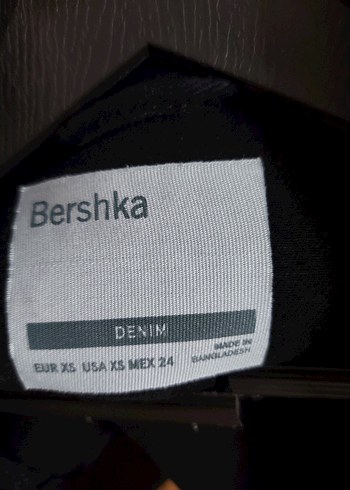 Bershka
DENIM
EUR XS USA XS MEX 24
MADE IN
BANGLADESH